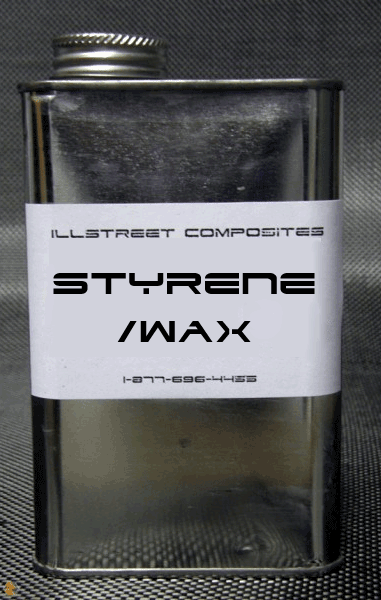 ILLSTREET COMPOSITES
STYRENE
/WAX
1-877-696-4455